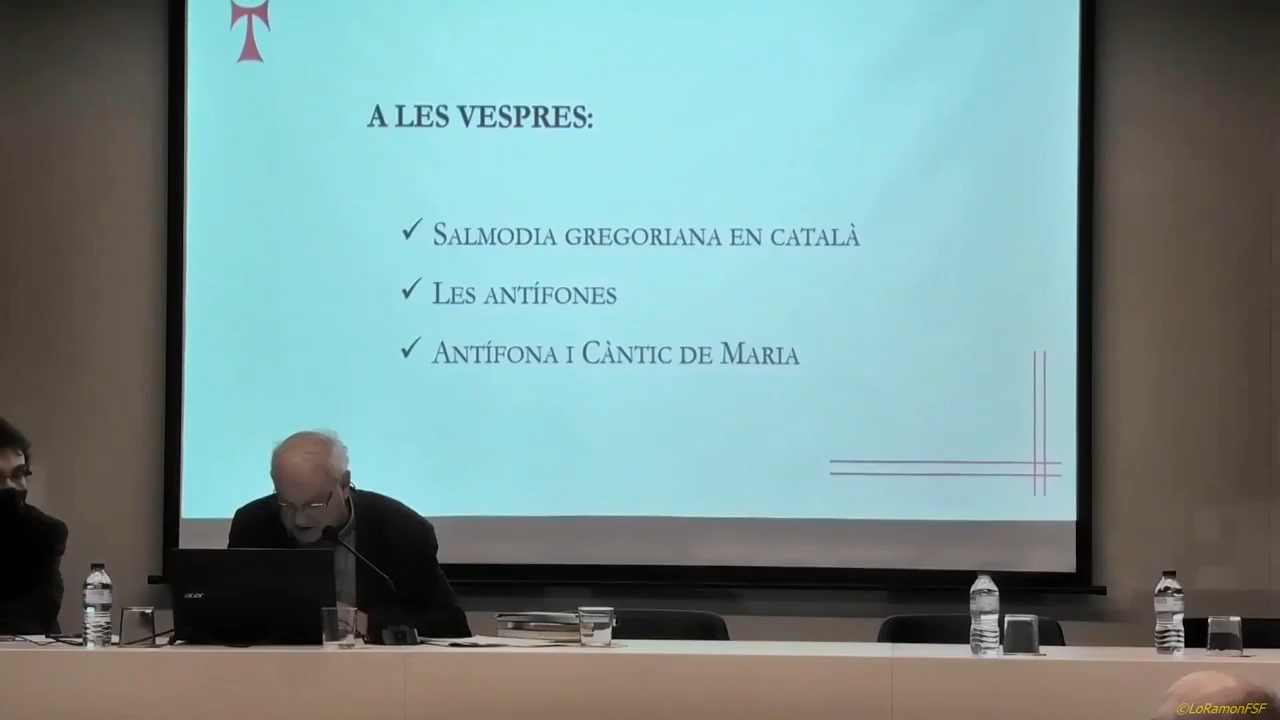 A LES VESPRES:
✓ SALMODIA GREGORIANA EN CATALÀ
✓ LES ANTÍFONES
✓ ANTÍFONA I CÀNTIC DE MARIA
acer
©LoRamonFSF